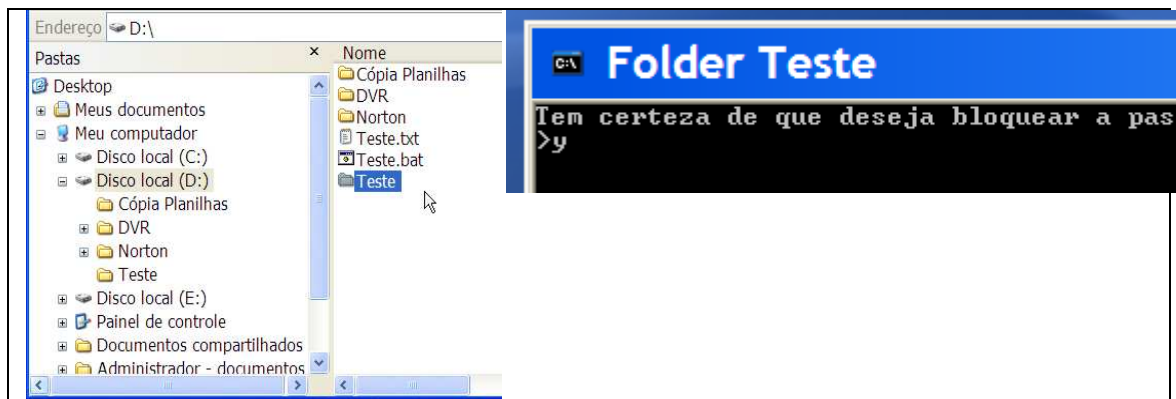 Endereço D:\
Pastas ×
Desktop
Meus documentos
Meu computador
Disco local (C:)
Disco local (D:)
Cópia Planilhas
DVR
Norton
Teste
Disco local (E:)
Painel de controle
Documentos compartilhados
Administrador - documentos
Nome
Cópia Planilhas
DVR
Norton
Teste.txt
Teste.bat
Teste
C:\ Folder Teste
Tem certeza de que deseja bloquear a pas
>y